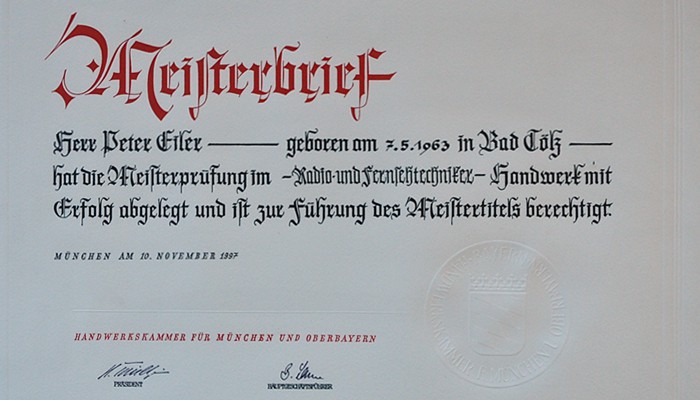 Meisterbrief
Herr Peter Eiler — geboren am 7.5.1963 in Bad Tölz —
hat die Meisterprüfung im –Radio- und Fernsehtechniker– Handwerk mit
Erfolg abgelegt und ist zur Führung des Meistertitels berechtigt.
MÜNCHEN AM 10. NOVEMBER 1997
HANDWERKSKAMMER FÜR MÜNCHEN UND OBERBAYERN
PRÄSIDENT HAUPTGESCHÄFTSFÜHRER